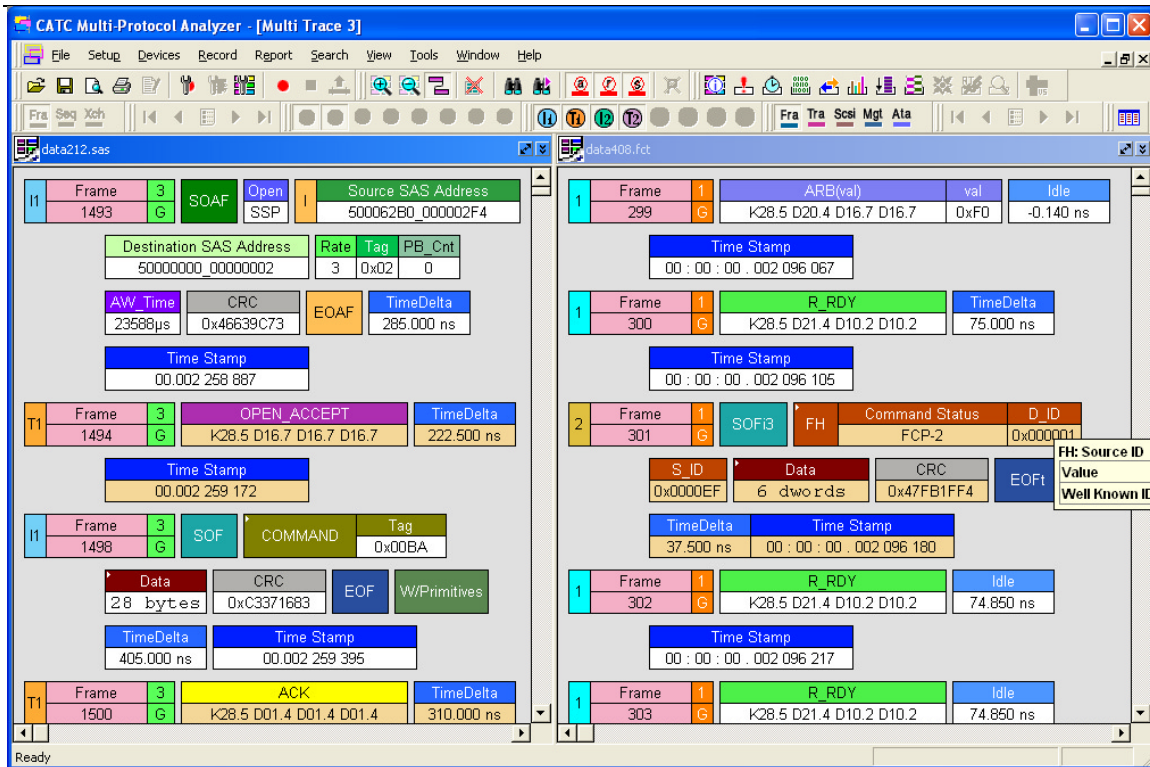 CATC Multi-Protocol Analyzer - [Multi Trace 3]
File Setup Devices Record Report Search View Tools Window Help
Fra Seq Xch I1 T1 I2 T2 Fra Tra Scsi Mgt Ata
data212.sas
I1 Frame 3 SOAF Open I Source SAS Address
1493 G SSP 500062B0_000002F4
Destination SAS Address Rate Tag PB_Cnt
50000000_00000002 3 0x02 0
AW_Time CRC EOAF TimeDelta
23588µs 0x46639C73 285.000 ns
Time Stamp
00.002 258 887
T1 Frame 3 OPEN_ACCEPT TimeDelta
1494 G K28.5 D16.7 D16.7 D16.7 222.500 ns
Time Stamp
00.002 259 172
I1 Frame 3 SOF COMMAND Tag
1498 G 0x00BA
Data CRC EOF W/Primitives
28 bytes 0xC3371683
TimeDelta Time Stamp
405.000 ns 00.002 259 395
T1 Frame 3 ACK TimeDelta
1500 G K28.5 D01.4 D01.4 D01.4 310.000 ns
data408.fct
1 Frame 1 ARB(val) val Idle
299 G K28.5 D20.4 D16.7 D16.7 0xF0 -0.140 ns
Time Stamp
00 : 00 : 00 . 002 096 067
1 Frame 1 R_RDY TimeDelta
300 G K28.5 D21.4 D10.2 D10.2 75.000 ns
Time Stamp
00 : 00 : 00 . 002 096 105
2 Frame 1 SOFi3 FH Command Status D_ID
301 G FCP-2 0x000001
FH: Source ID
Value
Well Known ID
S_ID Data CRC EOFt
0x0000EF 6 dwords 0x47FB1FF4
TimeDelta Time Stamp
37.500 ns 00 : 00 : 00 . 002 096 180
1 Frame 1 R_RDY Idle
302 G K28.5 D21.4 D10.2 D10.2 74.850 ns
Time Stamp
00 : 00 : 00 . 002 096 217
1 Frame 1 R_RDY Idle
303 G K28.5 D21.4 D10.2 D10.2 74.850 ns
Ready